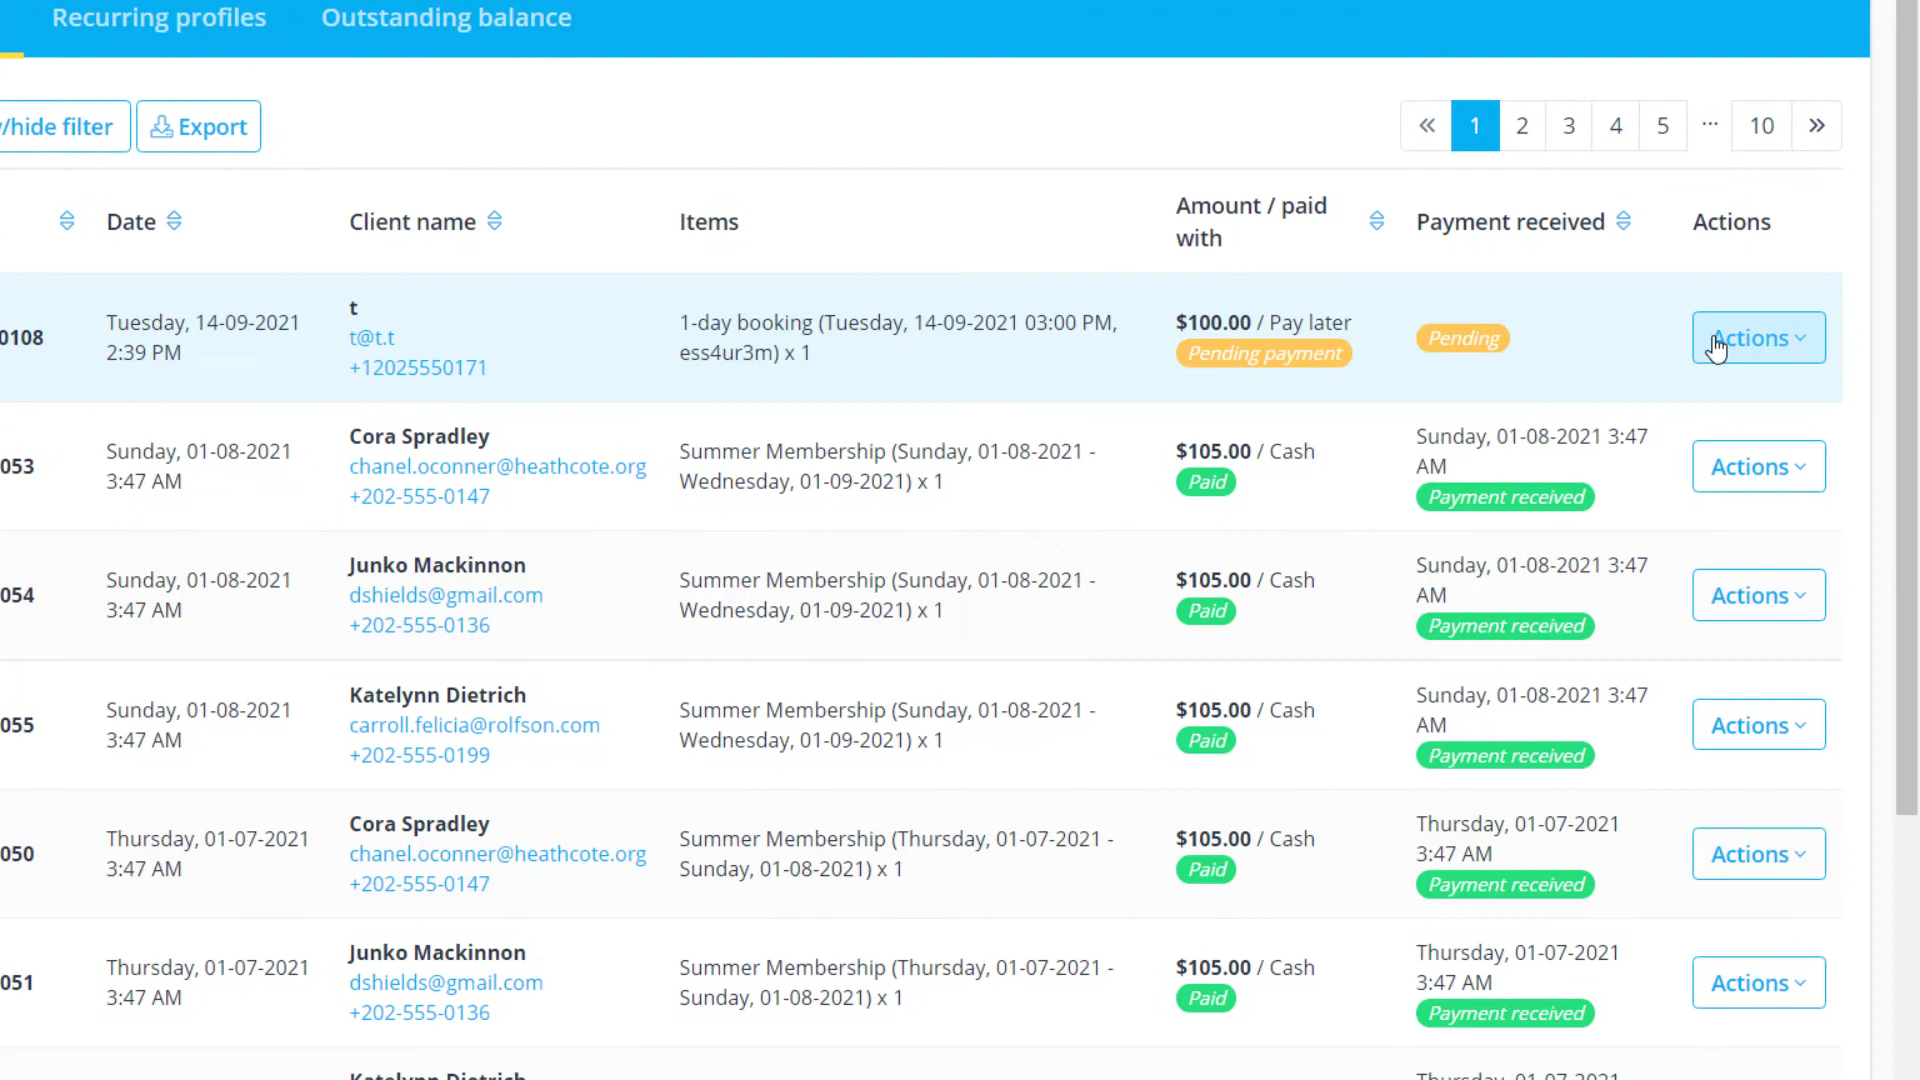 Recurring profiles Outstanding balance
/hide filter Export « 1 2 3 4 5 ... 10 »
Date Client name Items Amount / paid with Payment received Actions
0108 Tuesday, 14-09-2021 2:39 PM
t
t@t.t
+12025550171
1-day booking (Tuesday, 14-09-2021 03:00 PM,
ess4ur3m) x 1
$100.00 / Pay later
Pending payment
Pending
Actions
053 Sunday, 01-08-2021
3:47 AM
Cora Spradley
chanel.oconner@heathcote.org
+202-555-0147
Summer Membership (Sunday, 01-08-2021 -
Wednesday, 01-09-2021) x 1
$105.00 / Cash
Paid
Sunday, 01-08-2021 3:47
AM
Payment received
Actions
054 Sunday, 01-08-2021
3:47 AM
Junko Mackinnon
dshields@gmail.com
+202-555-0136
Summer Membership (Sunday, 01-08-2021 -
Wednesday, 01-09-2021) x 1
$105.00 / Cash
Paid
Sunday, 01-08-2021 3:47
AM
Payment received
Actions
055 Sunday, 01-08-2021
3:47 AM
Katelynn Dietrich
carroll.felicia@rolfson.com
+202-555-0199
Summer Membership (Sunday, 01-08-2021 -
Wednesday, 01-09-2021) x 1
$105.00 / Cash
Paid
Sunday, 01-08-2021 3:47
AM
Payment received
Actions
050 Thursday, 01-07-2021
3:47 AM
Cora Spradley
chanel.oconner@heathcote.org
+202-555-0147
Summer Membership (Thursday, 01-07-2021 -
Sunday, 01-08-2021) x 1
$105.00 / Cash
Paid
Thursday, 01-07-2021
3:47 AM
Payment received
Actions
051 Thursday, 01-07-2021
3:47 AM
Junko Mackinnon
dshields@gmail.com
+202-555-0136
Summer Membership (Thursday, 01-07-2021 -
Sunday, 01-08-2021) x 1
$105.00 / Cash
Paid
Thursday, 01-07-2021
3:47 AM
Payment received
Actions
Katelynn Dietrich
Thursday, 01-07-2021